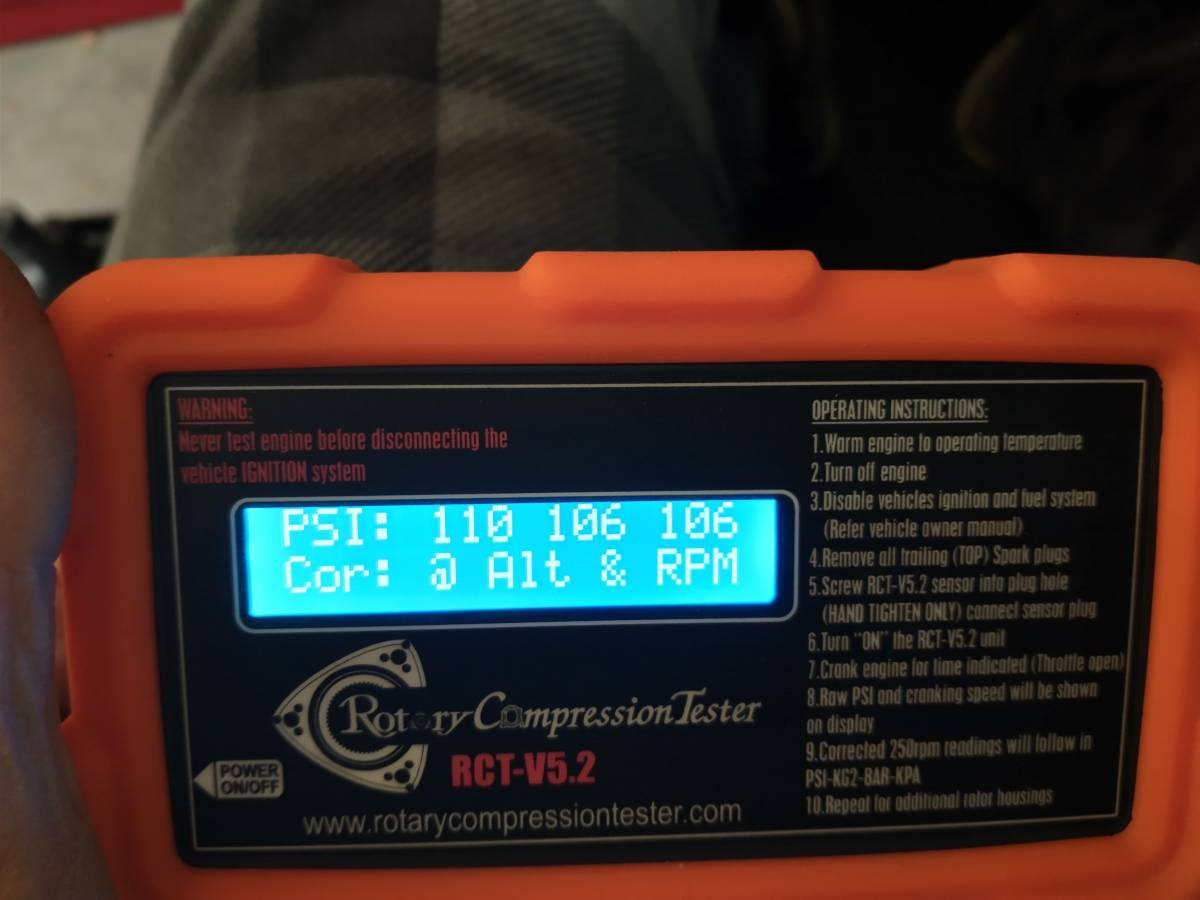 WARNING:
Never test engine before disconnecting the
vehicle IGNITION system
PSI: 110 106 106
Cor: @ Alt & RPM
Rotary CompressionTester
RCT-V5.2
POWER
ON/OFF
www.rotarycompressiontester.com
OPERATING INSTRUCTIONS:
1.Warm engine to operating temperature
2.Turn off engine
3.Disable vehicles ignition and fuel system
(Refer vehicle owner manual)
4.Remove all trailing (TOP) Spark plugs
5.Screw RCT-V5.2 sensor into plug hole
(HAND TIGHTEN ONLY) connect sensor plug
6.Turn "ON" the RCT-V5.2 unit
7.Crank engine for time indicated (Throttle open)
8.Raw PSI and cranking speed will be shown
on display
9.Corrected 250rpm readings will follow in
PSI-KG2-BAR-KPA
10.Repeat for additional rotor housings